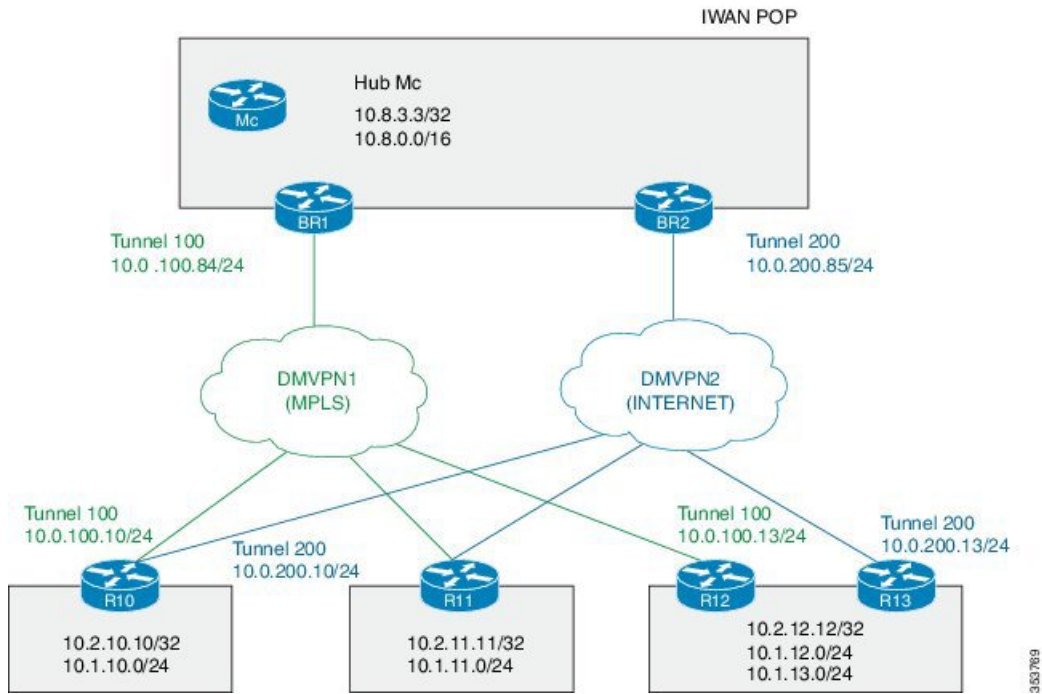 IWAN POP
Hub Mc
Mc
10.8.3.3/32
10.8.0.0/16
BR1
BR2
Tunnel 100
10.0 .100.84/24
Tunnel 200
10.0.200.85/24
DMVPN1
(MPLS)
DMVPN2
(INTERNET)
Tunnel 100
10.0.100.10/24
Tunnel 200
10.0.200.10/24
Tunnel 100
10.0.100.13/24
Tunnel 200
10.0.200.13/24
R10
R11
R12
R13
10.2.10.10/32
10.1.10.0/24
10.2.11.11/32
10.1.11.0/24
10.2.12.12/32
10.1.12.0/24
10.1.13.0/24
353769